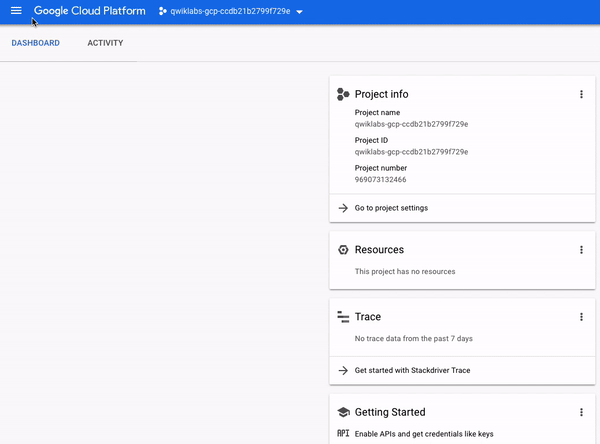 Google Cloud Platform
qwiklabs-gcp-ccdb21b2799f729e
DASHBOARD
ACTIVITY
Project info
Project name
qwiklabs-gcp-ccdb21b2799f729e
Project ID
qwiklabs-gcp-ccdb21b2799f729e
Project number
969073132466
Go to project settings
Resources
This project has no resources
Trace
No trace data from the past 7 days
Get started with Stackdriver Trace
Getting Started
API Enable APIs and get credentials like keys